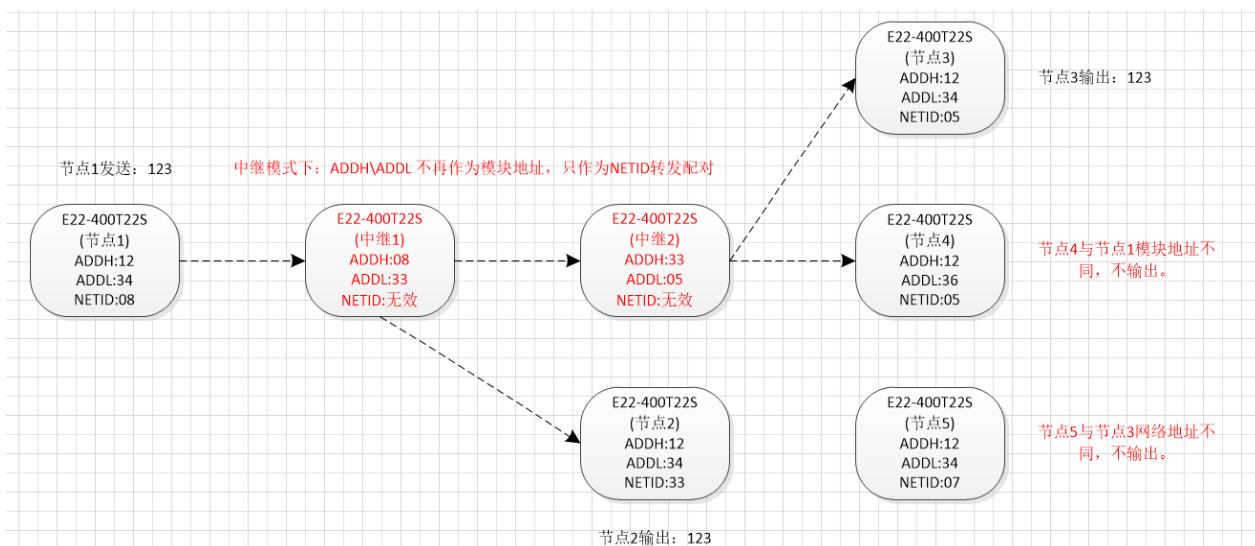 E22-400T22S
(节点3)
ADDH:12
ADDL:34
NETID:05
节点3输出：123
节点1发送：123
中继模式下：ADDH\ADDL 不再作为模块地址，只作为NETID转发配对
E22-400T22S
(节点1)
ADDH:12
ADDL:34
NETID:08
E22-400T22S
(中继1)
ADDH:08
ADDL:33
NETID:无效
E22-400T22S
(中继2)
ADDH:33
ADDL:05
NETID:无效
E22-400T22S
(节点4)
ADDH:12
ADDL:36
NETID:05
节点4与节点1模块地址不
同，不输出。
E22-400T22S
(节点2)
ADDH:12
ADDL:34
NETID:33
E22-400T22S
(节点5)
ADDH:12
ADDL:34
NETID:07
节点5与节点3网络地址不
同，不输出。
节点2输出：123